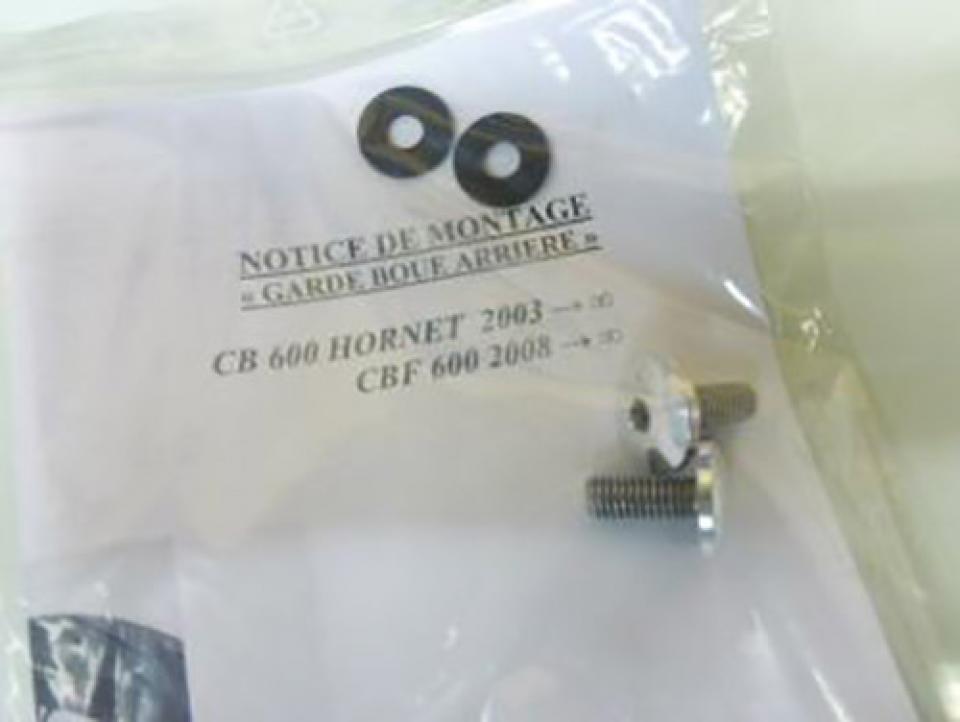 NOTICE DE MONTAGE
« GARDE BOUE ARRIERE »
CB 600 HORNET 2003 → ∞
CBF 600 2008 → ∞